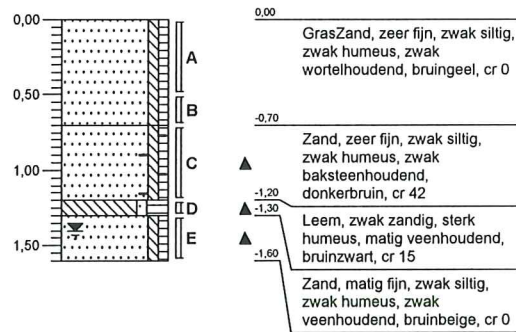 0,00
0,50
1,00
1,50
A
B
C
D
E
0,00
GrasZand, zeer fijn, zwak siltig,
zwak humeus, zwak
wortelhoudend, bruingeel, cr 0
-0,70
Zand, zeer fijn, zwak siltig,
zwak humeus, zwak
baksteenhoudend,
donkerbruin, cr 42
-1,20
-1,30
Leem, zwak zandig, sterk
humeus, matig veenhoudend,
bruinzwart, cr 15
-1,60
Zand, matig fijn, zwak siltig,
zwak humeus, zwak
veenhoudend, bruinbeige, cr 0